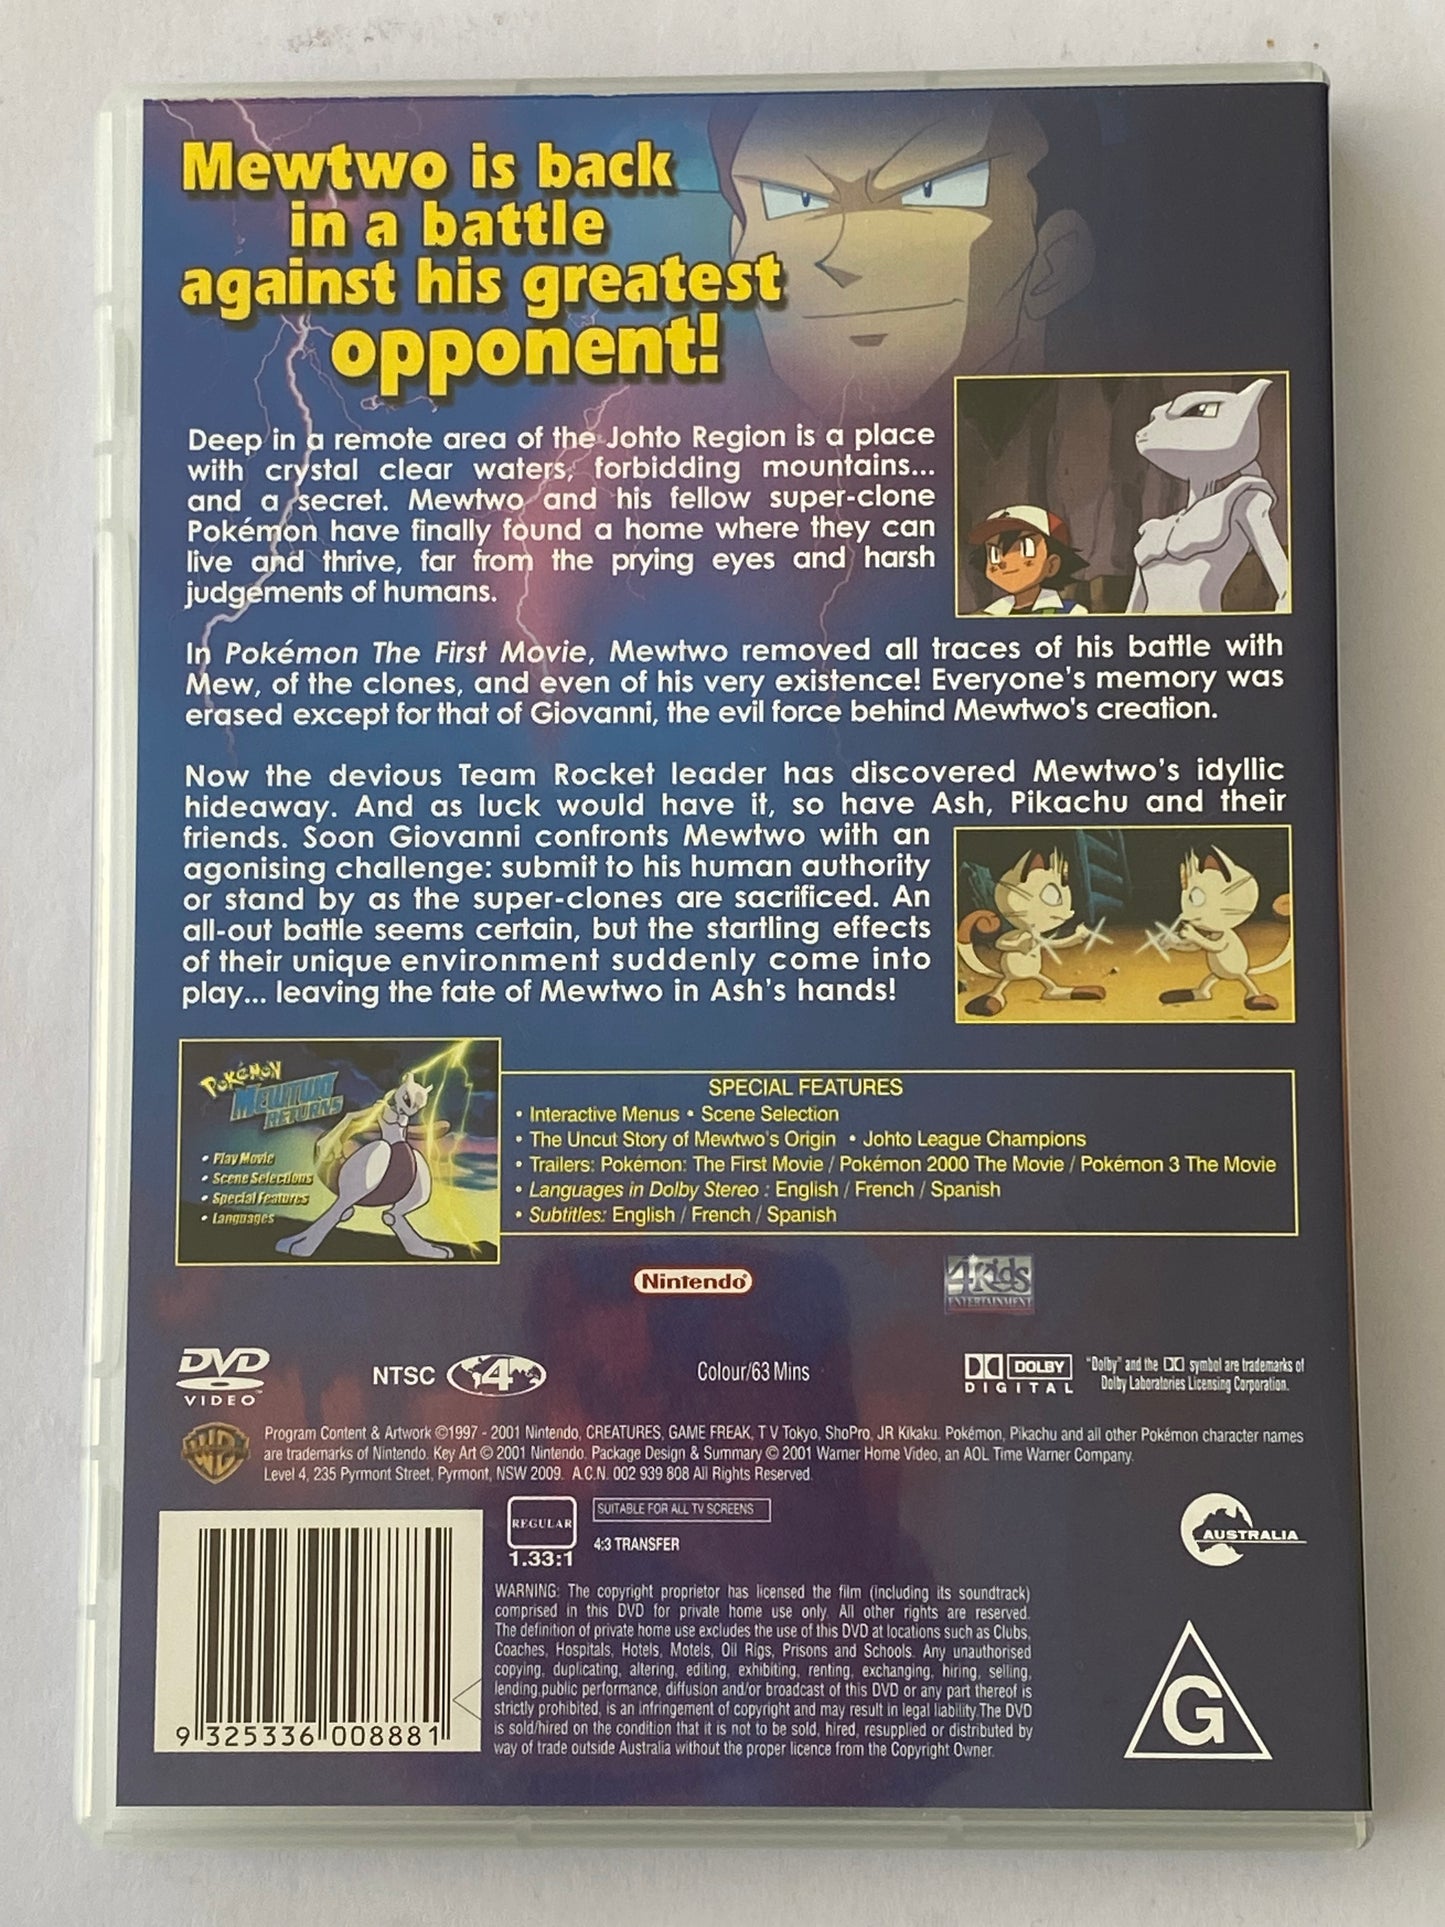 Mewtwo is back
in a battle
against his greatest
opponent!
Deep in a remote area of the Johto Region is a place
with crystal clear waters, forbidding mountains...
and a secret. Mewtwo and his fellow super-clone
Pokémon have finally found a home where they can
live and thrive, far from the prying eyes and harsh
judgements of humans.
In Pokémon The First Movie, Mewtwo removed all traces of his battle with
Mew, of the clones, and even of his very existence! Everyone's memory was
erased except for that of Giovanni, the evil force behind Mewtwo's creation.
Now the devious Team Rocket leader has discovered Mewtwo's idyllic
hideaway. And as luck would have it, so have Ash, Pikachu and their
friends. Soon Giovanni confronts Mewtwo with an
agonising challenge: submit to his human authority
or stand by as the super-clones are sacrificed. An
all-out battle seems certain, but the startling effects
of their unique environment suddenly come into
play... leaving the fate of Mewtwo in Ash's hands!
POKéMON
MEWTWO
RETURNS
• Play Movie
• Scene Selections
• Special Features
• Languages
SPECIAL FEATURES
• Interactive Menus • Scene Selection
• The Uncut Story of Mewtwo's Origin • Johto League Champions
• Trailers: Pokémon: The First Movie / Pokémon 2000 The Movie / Pokémon 3 The Movie
• Languages in Dolby Stereo : English / French / Spanish
• Subtitles: English / French / Spanish
Nintendo®
4Kids
ENTERTAINMENT
DVD
VIDEO™
NTSC
4
Colour/63 Mins
DOLBY
DIGITAL
"Dolby" and the symbol are trademarks of
Dolby Laboratories Licensing Corporation.
WB
Program Content & Artwork ©1997 - 2001 Nintendo, CREATURES, GAME FREAK, T V Tokyo, ShoPro, JR Kikaku. Pokémon, Pikachu and all other Pokémon character names
are trademarks of Nintendo. Key Art © 2001 Nintendo. Package Design & Summary © 2001 Warner Home Video, an AOL Time Warner Company.
Level 4, 235 Pyrmont Street, Pyrmont, NSW 2009. A.C.N. 002 939 808 All Rights Reserved.
REGULAR
1.33:1
SUITABLE FOR ALL TV SCREENS
4:3 TRANSFER
AUSTRALIA
WARNING: The copyright proprietor has licensed the film (including its soundtrack)
comprised in this DVD for private home use only. All other rights are reserved.
The definition of private home use excludes the use of this DVD at locations such as Clubs,
Coaches, Hospitals, Hotels, Motels, Oil Rigs, Prisons and Schools. Any unauthorised
copying, duplicating, altering, editing, exhibiting, renting, exchanging, hiring, selling,
lending,public performance, diffusion and/or broadcast of this DVD or any part thereof is
strictly prohibited, is an infringement of copyright and may result in legal liability.The DVD
is sold/hired on the condition that it is not to be sold, hired, resupplied or distributed by
way of trade outside Australia without the proper licence from the Copyright Owner.
9 325336 008881
G